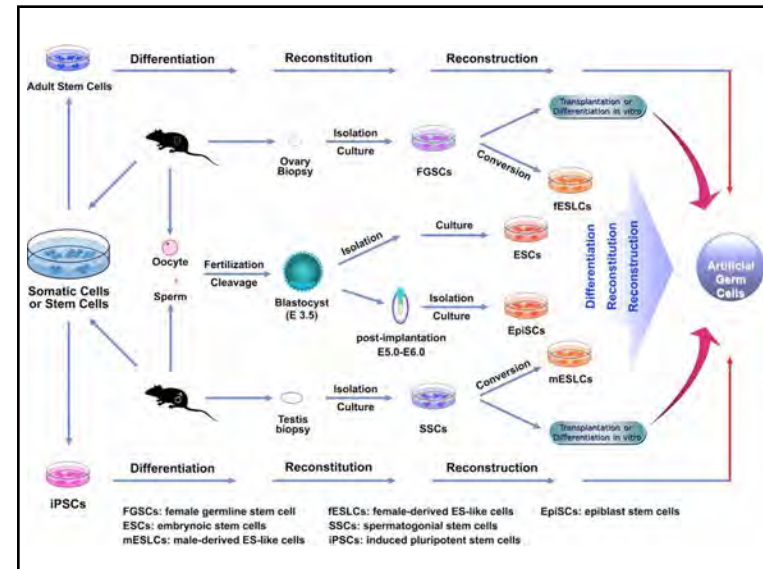 Differentiation
Reconstitution
Reconstruction
Adult Stem Cells
Transplantation or
Differentiation in vitro
Isolation
Culture
Ovary
Biopsy
FGSCs
Conversion
fESLCs
Culture
Isolation
ESCs
Oocyte
Fertilization
Cleavage
Sperm
Blastocyst
(E 3.5)
Somatic Cells
or Stem Cells
Isolation
Culture
EpiSCs
post-implantation
E5.0-E6.0
Differentiation
Reconstitution
Reconstruction
Artificial
Germ
Cells
Conversion
mESLCs
Isolation
Culture
Testis
biopsy
SSCs
Transplantation or
Differentiation in vitro
iPSCs
Differentiation
Reconstitution
Reconstruction
FGSCs: female germline stem cell
fESLCs: female-derived ES-like cells
EpiSCs: epiblast stem cells
ESCs: embrynoic stem cells
SSCs: spermatogonial stem cells
mESLCs: male-derived ES-like cells
iPSCs: induced pluripotent stem cells